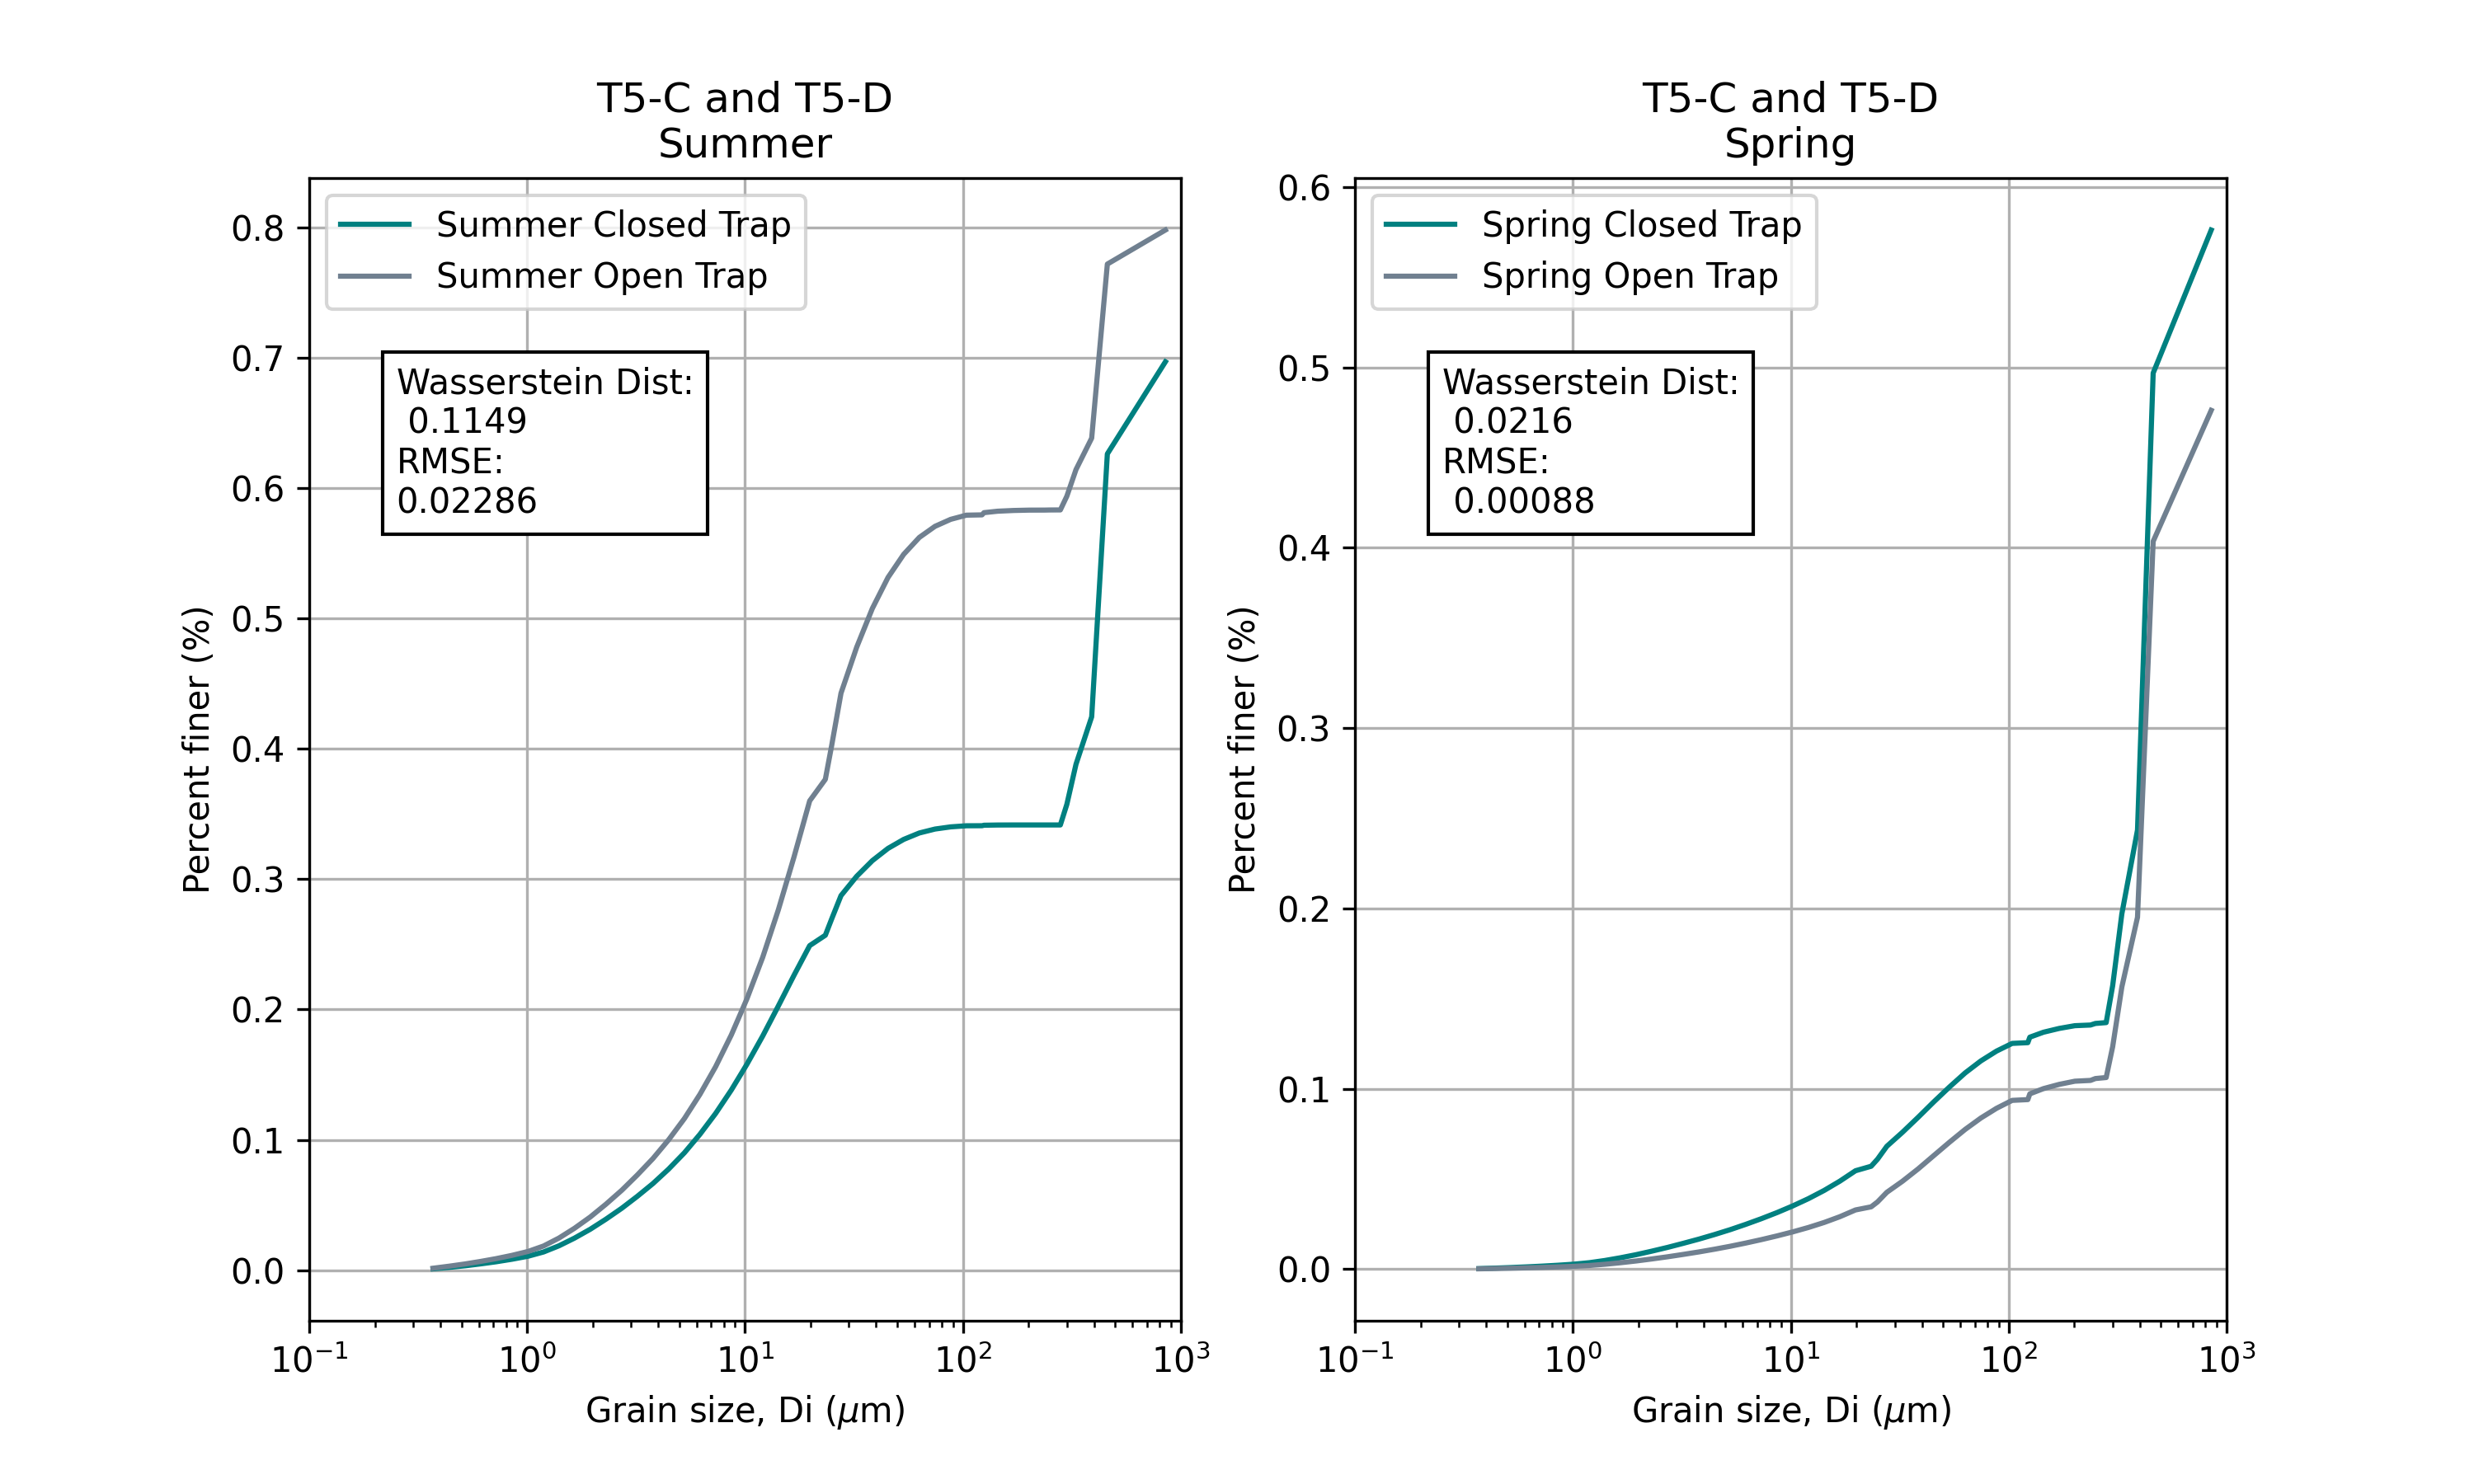 T5-C and T5-D
Summer
Summer Closed Trap
Summer Open Trap
Wasserstein Dist:
0.1149
RMSE:
0.02286
0.8
0.7
0.6
0.5
0.4
0.3
0.2
0.1
0.0
Percent finer (%)
10⁻¹ 10⁰ 10¹ 10² 10³
Grain size, Di (μm)
T5-C and T5-D
Spring
Spring Closed Trap
Spring Open Trap
Wasserstein Dist:
0.0216
RMSE:
0.00088
0.6
0.5
0.4
0.3
0.2
0.1
0.0
Percent finer (%)
10⁻¹ 10⁰ 10¹ 10² 10³
Grain size, Di (μm)